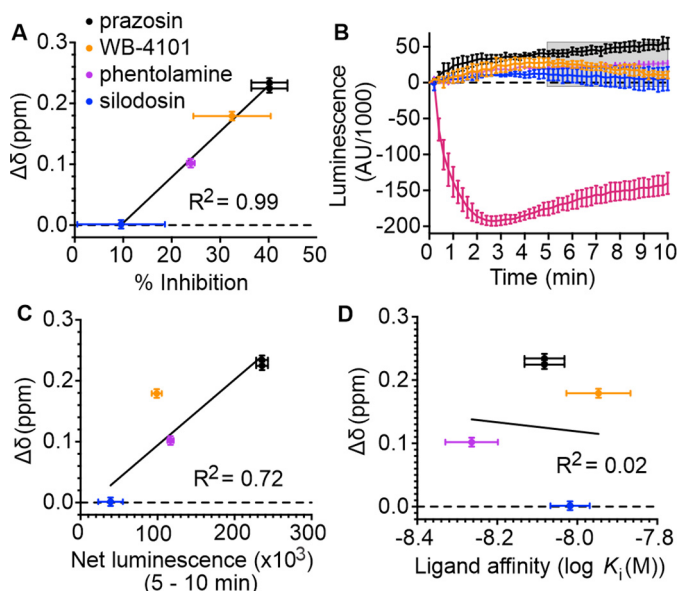 A
prazosin
WB-4101
phentolamine
silodosin
Δδ(ppm)
0.3
0.2
0.1
0.0
R² = 0.99
0 10 20 30 40 50
% Inhibition
B
Luminescence
(AU/1000)
50
0
-50
-100
-150
-200
0 1 2 3 4 5 6 7 8 9 10
Time (min)
C
Δδ(ppm)
0.3
0.2
0.1
0.0
R² = 0.72
0 100 200 300
Net luminescence (x10³)
(5 - 10 min)
D
Δδ(ppm)
0.3
0.2
0.1
0.0
R² = 0.02
-8.4 -8.2 -8.0 -7.8
Ligand affinity (log Kᵢ(M))